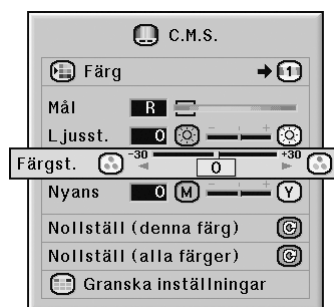 C.M.S.
Färg 1
Mål R
Ljusst. 0 - +
Färgst. -30 0 +30
Nyans 0 M - + Y
Nollställ (denna färg)
Nollställ (alla färger)
Granska inställningar